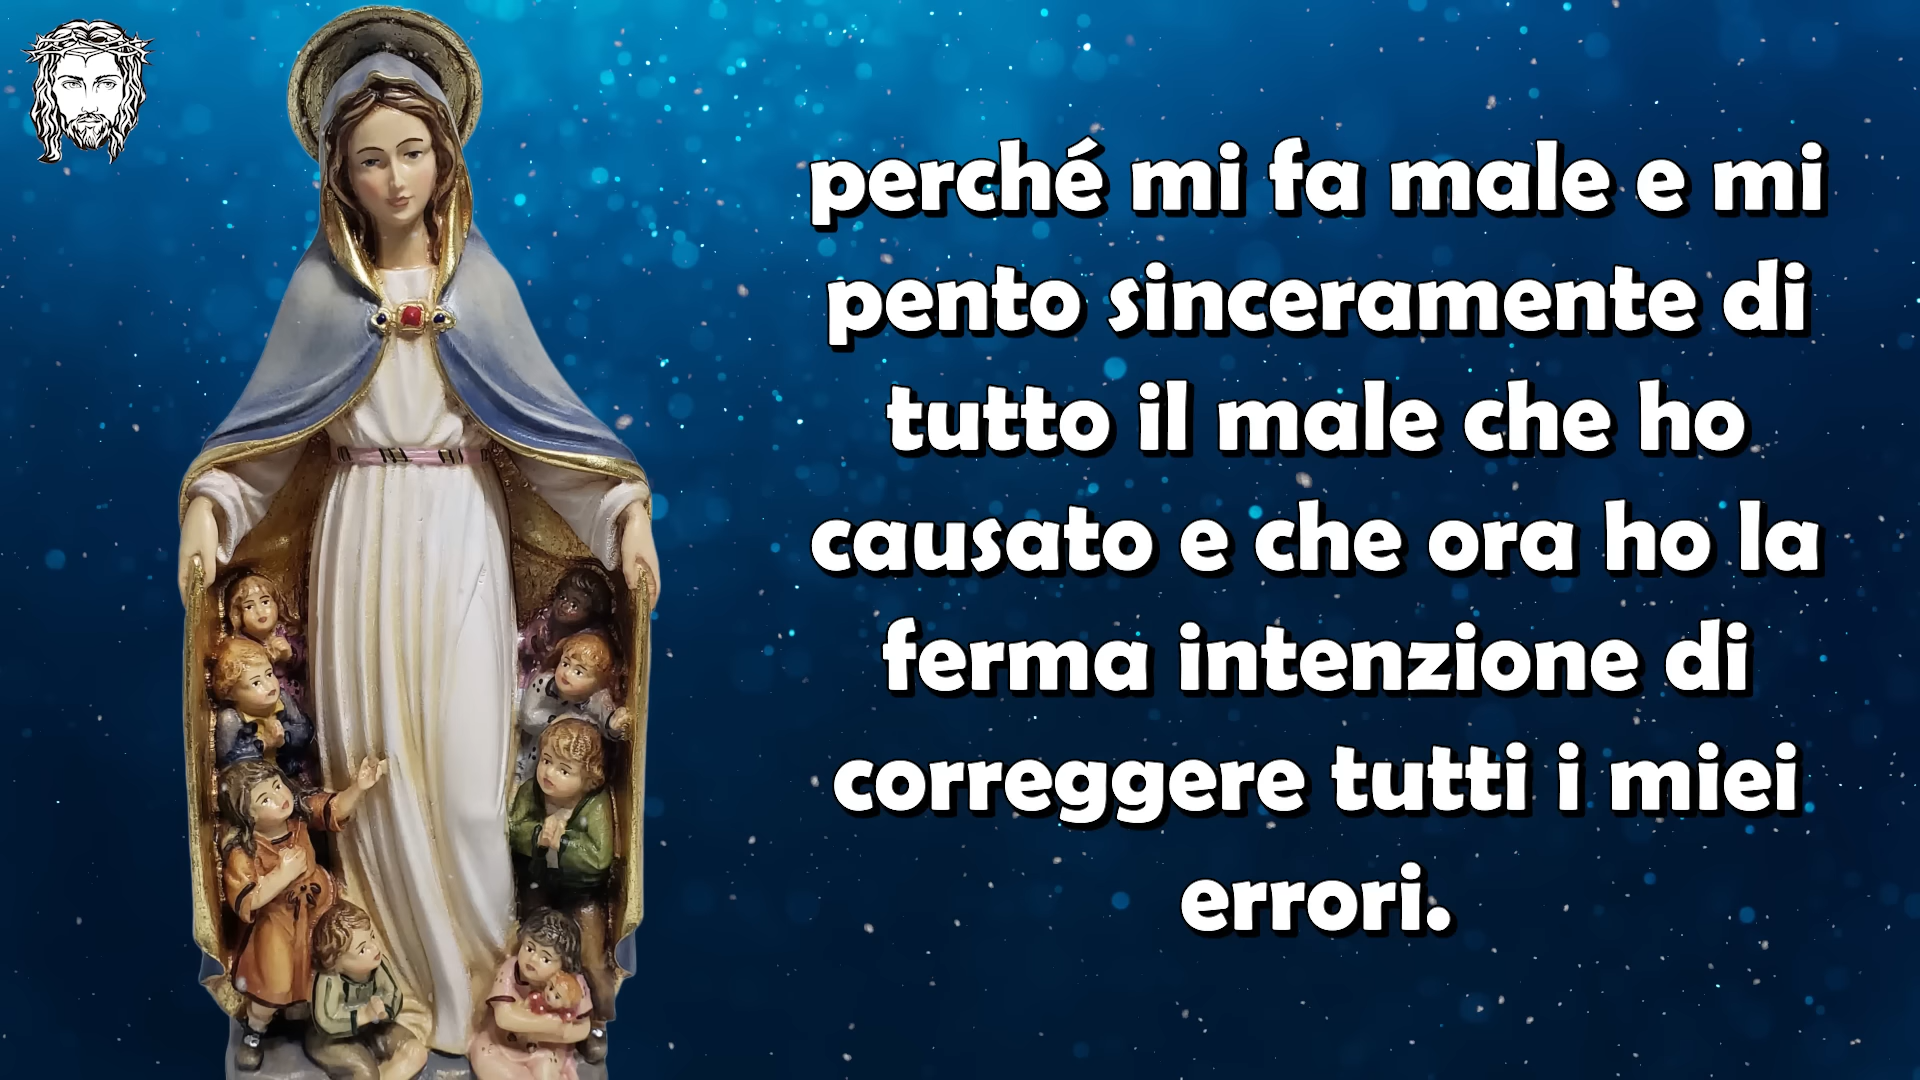 perché mi fa male e mi
pento sinceramente di
tutto il male che ho
causato e che ora ho la
ferma intenzione di
correggere tutti i miei
errori.